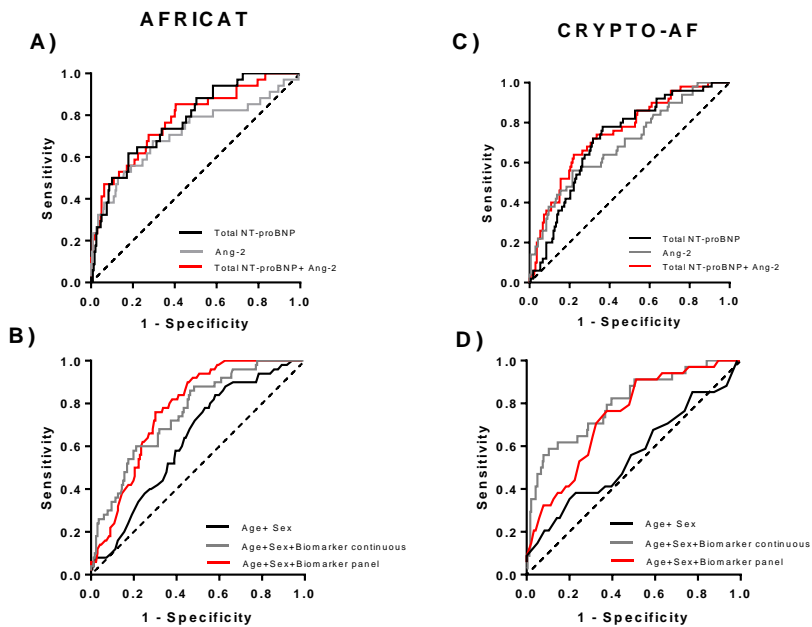 AFRICAT
A)
1.0
0.8
0.6
0.4
0.2
0.0
Sensitivity
Total NT-proBNP
Ang-2
Total NT-proBNP+ Ang-2
0.0 0.2 0.4 0.6 0.8 1.0
1 - Specificity
B)
1.0
0.8
0.6
0.4
0.2
0.0
Sensitivity
Age+ Sex
Age+Sex+Biomarker continuous
Age+Sex+Biomarker panel
0.0 0.2 0.4 0.6 0.8 1.0
1 - Specificity
CRYPTO-AF
C)
1.0
0.8
0.6
0.4
0.2
0.0
Sensitivity
Total NT-proBNP
Ang-2
Total NT-proBNP+ Ang-2
0.0 0.2 0.4 0.6 0.8 1.0
1 - Specificity
D)
1.0
0.8
0.6
0.4
0.2
0.0
Sensitivity
Age+ Sex
Age+Sex+Biomarker continuous
Age+Sex+Biomarker panel
0.0 0.2 0.4 0.6 0.8 1.0
1 - Specificity